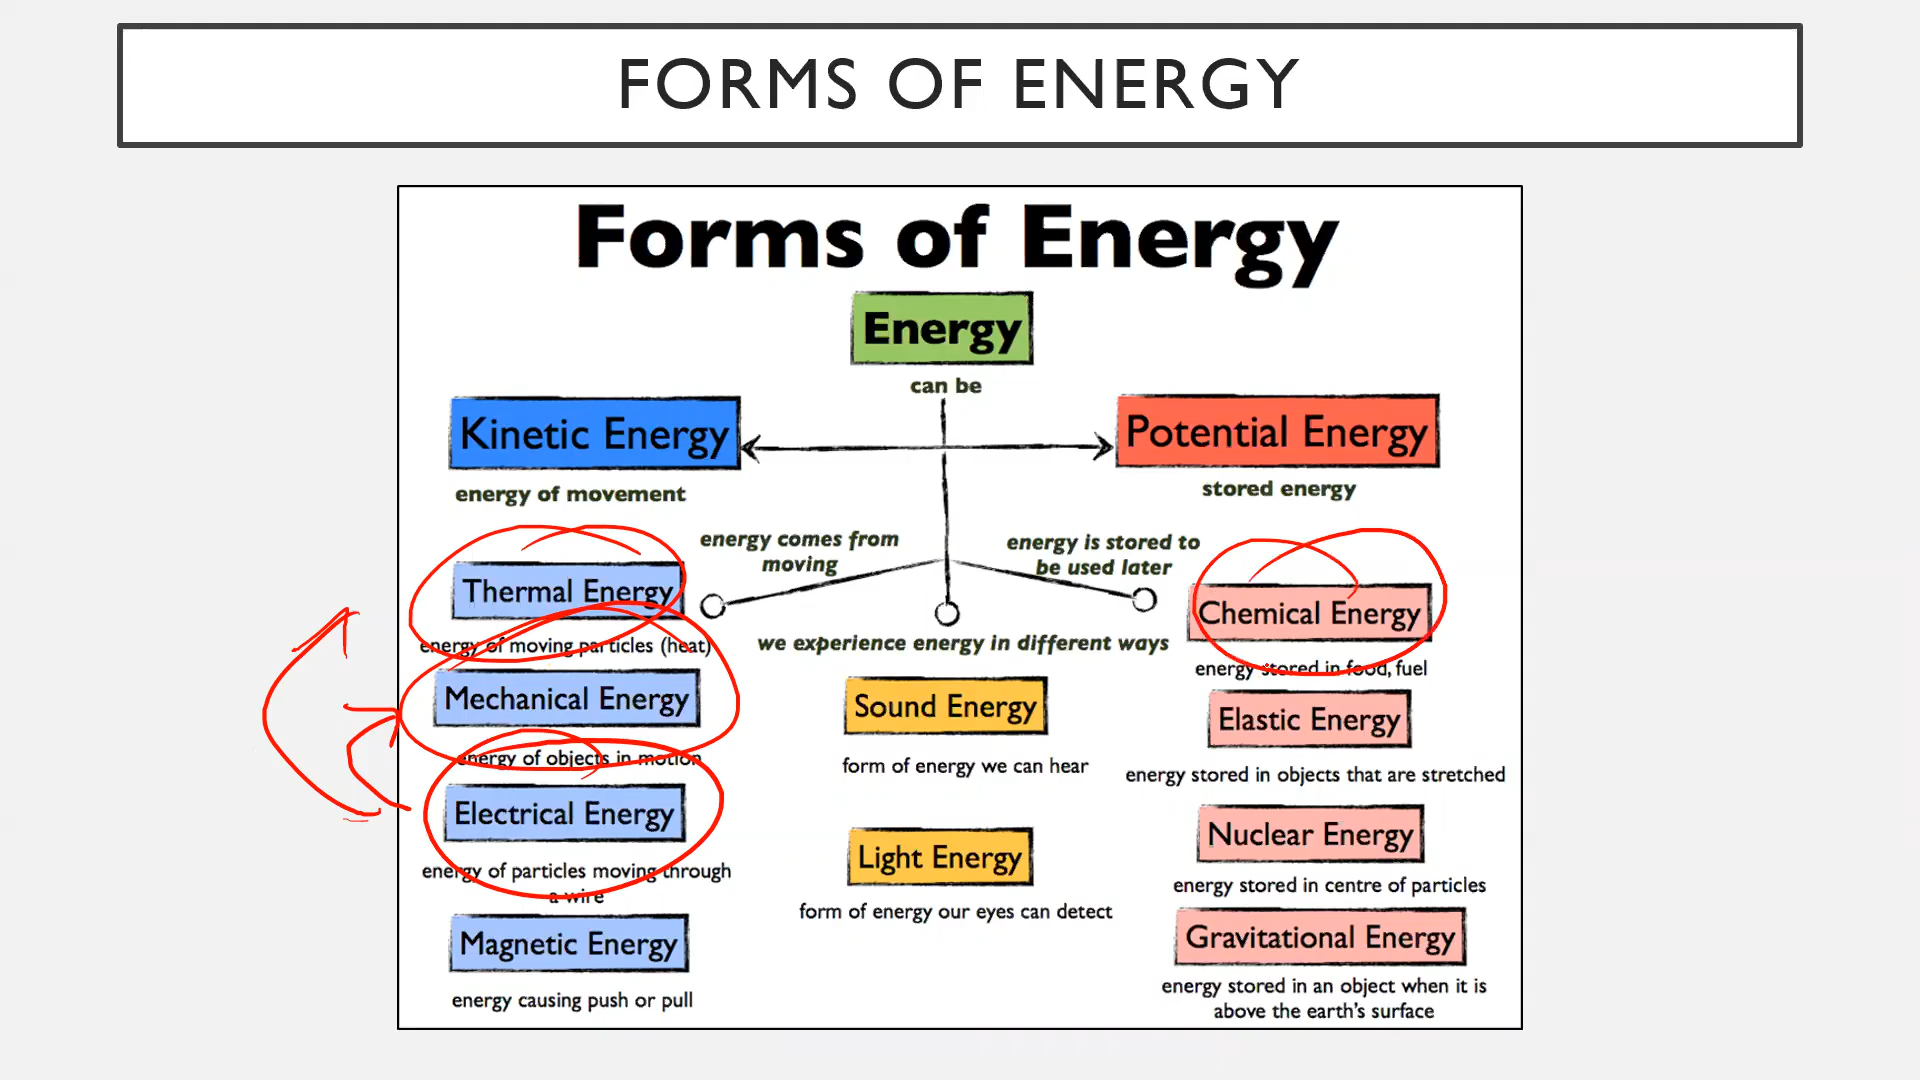 FORMS OF ENERGY
Forms of Energy
Energy
can be
Kinetic Energy
energy of movement
Potential Energy
stored energy
energy comes from
moving
energy is stored to
be used later
we experience energy in different ways
Thermal Energy
energy of moving particles (heat)
Mechanical Energy
energy of objects in motion
Electrical Energy
energy of particles moving through
a wire
Magnetic Energy
energy causing push or pull
Sound Energy
form of energy we can hear
Light Energy
form of energy our eyes can detect
Chemical Energy
energy stored in food, fuel
Elastic Energy
energy stored in objects that are stretched
Nuclear Energy
energy stored in centre of particles
Gravitational Energy
energy stored in an object when it is
above the earth's surface